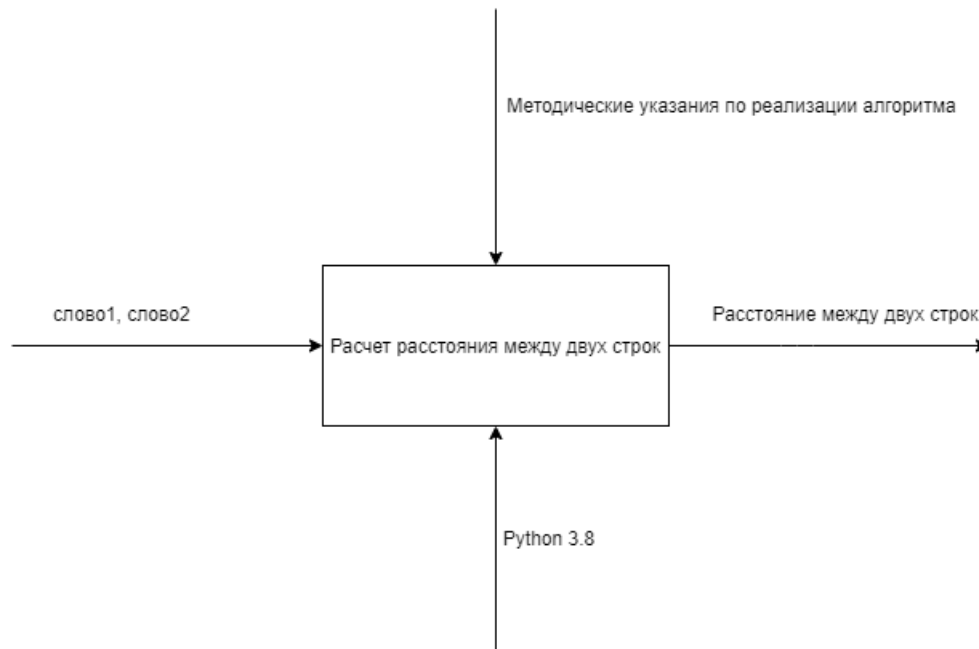 Методические указания по реализации алгоритма
слово1, слово2
Расстояние между двух строк
Расчет расстояния между двух строк
Python 3.8